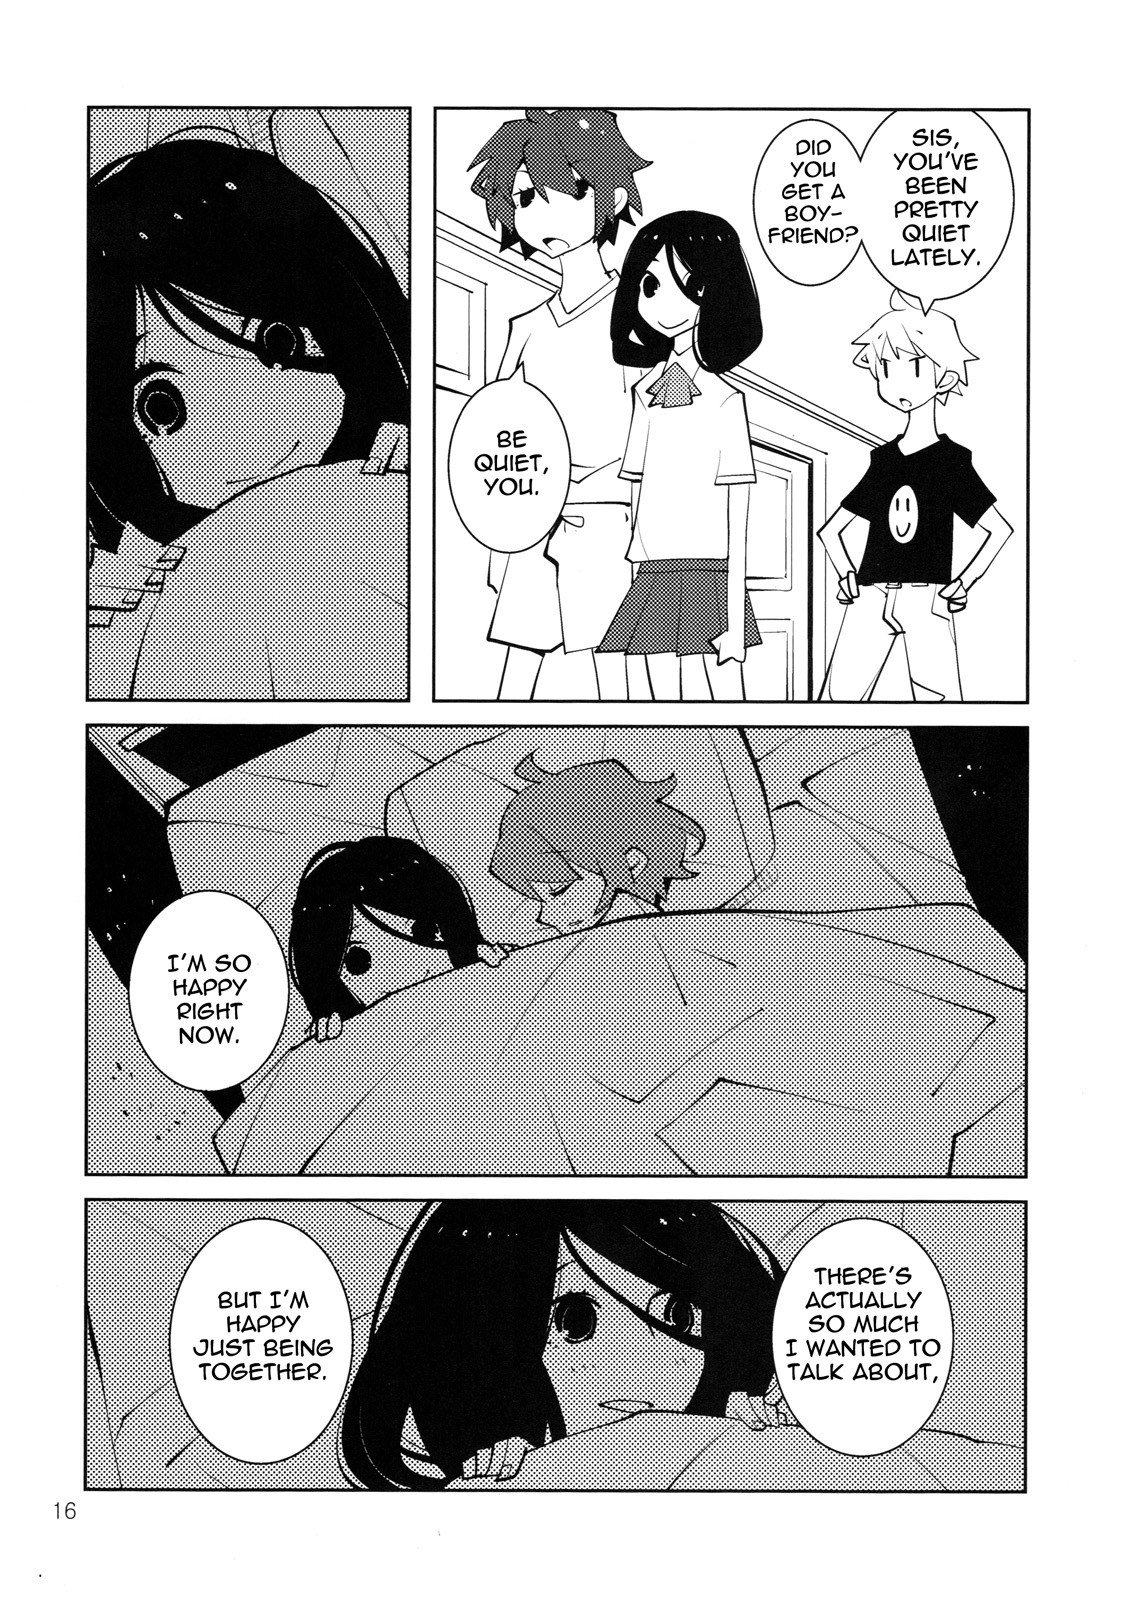 SIS,
YOU'VE
BEEN
PRETTY
QUIET
LATELY.
DID
YOU
GET A
BOY-
FRIEND?
BE
QUIET,
YOU.
I'M SO
HAPPY
RIGHT
NOW.
THERE'S
ACTUALLY
SO MUCH
I WANTED TO
TALK ABOUT,
BUT I'M
HAPPY
JUST BEING
TOGETHER.
16